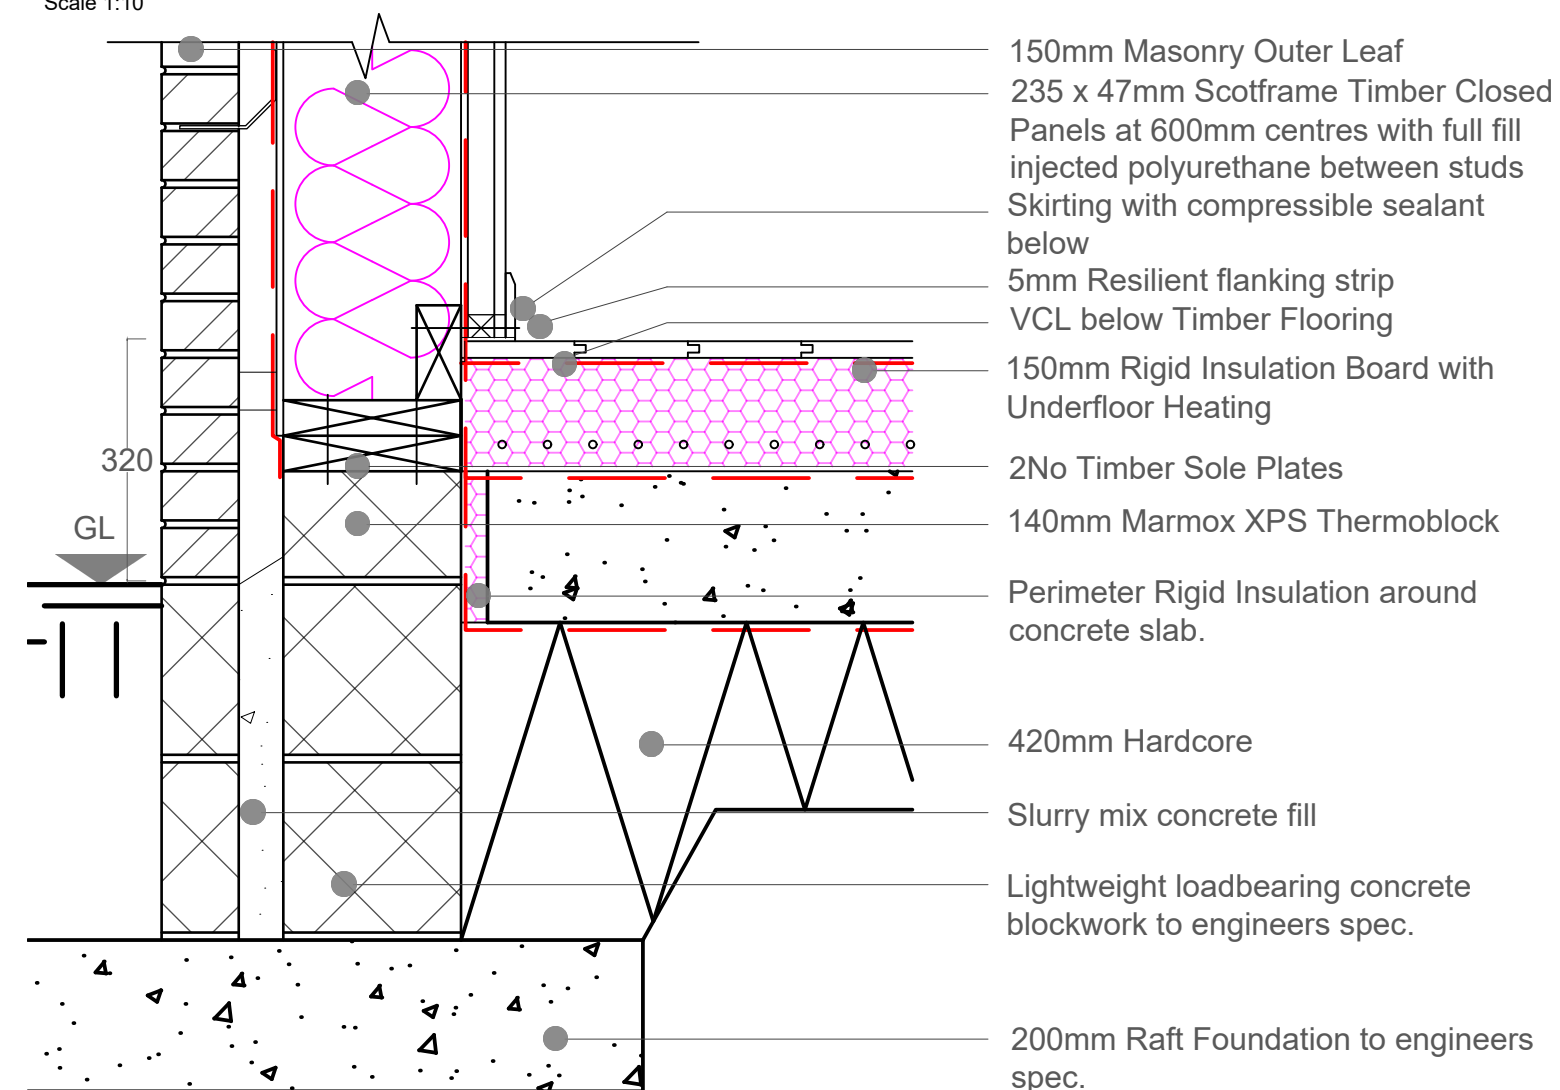 Scale 1:10
150mm Masonry Outer Leaf
235 x 47mm Scotframe Timber Closed
Panels at 600mm centres with full fill
injected polyurethane between studs
Skirting with compressible sealant
below
5mm Resilient flanking strip
VCL below Timber Flooring
150mm Rigid Insulation Board with
Underfloor Heating
320
2No Timber Sole Plates
GL
140mm Marmox XPS Thermoblock
Perimeter Rigid Insulation around
concrete slab.
420mm Hardcore
Slurry mix concrete fill
Lightweight loadbearing concrete
blockwork to engineers spec.
200mm Raft Foundation to engineers
spec.